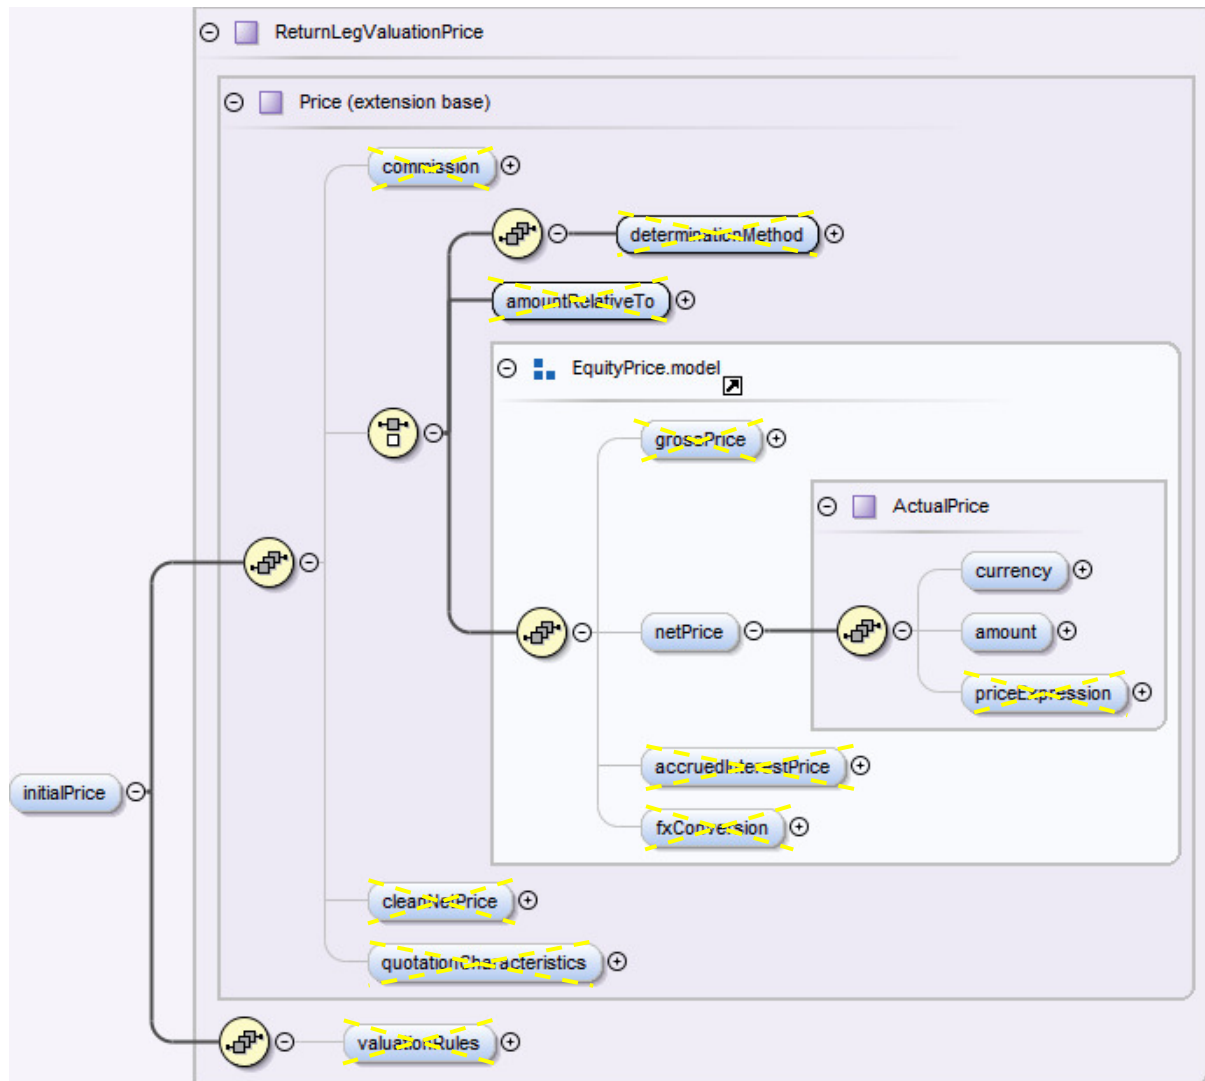 ReturnLegValuationPrice
Price (extension base)
commission
determinationMethod
amountRelativeTo
EquityPrice.model
grossPrice
ActualPrice
currency
netPrice
amount
priceExpression
accruedInterestPrice
initialPrice
fxConversion
cleanNetPrice
quotationCharacteristics
valuationRules